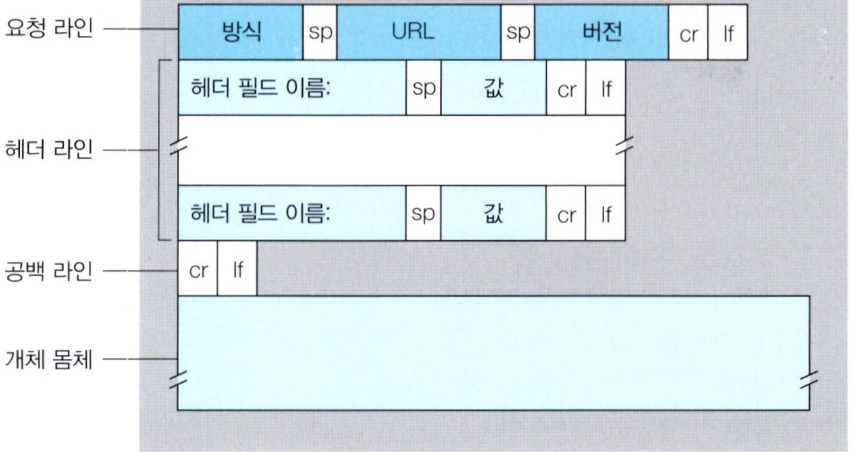 요청 라인 방식 sp URL sp 버전 cr lf
헤더 필드 이름: sp 값 cr lf
헤더 라인
헤더 필드 이름: sp 값 cr lf
공백 라인 cr lf
개체 몸체